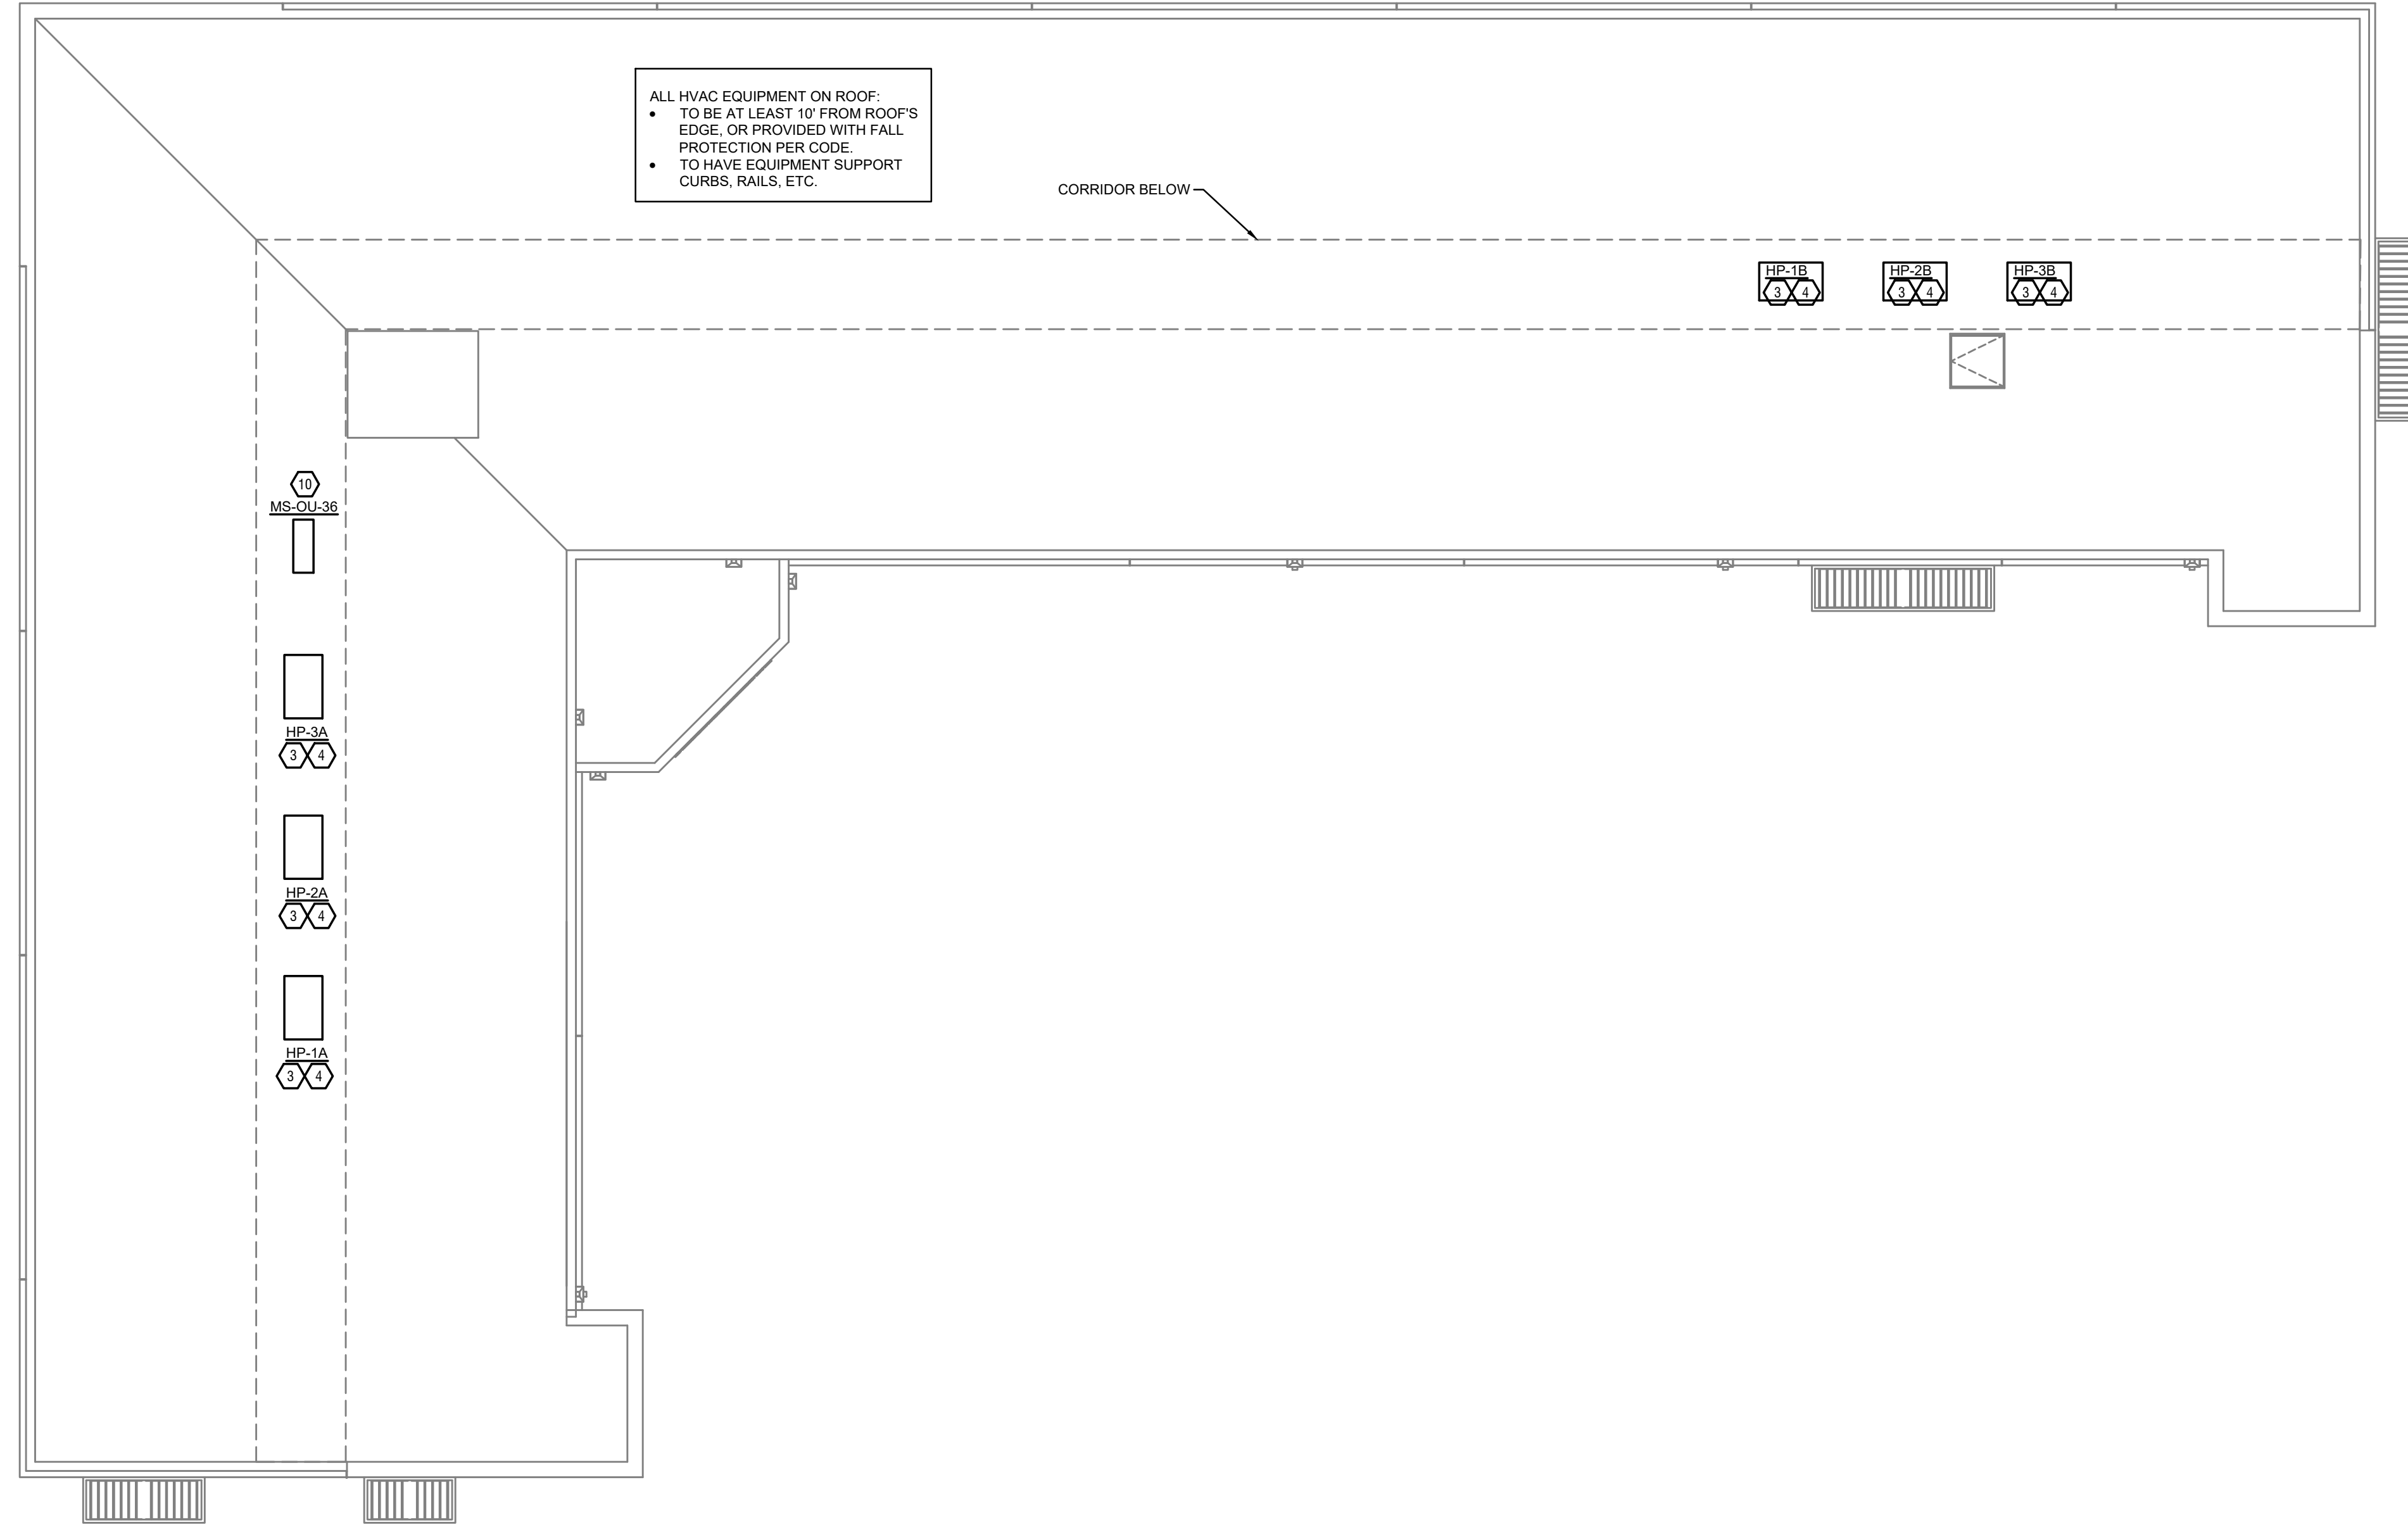 ALL HVAC EQUIPMENT ON ROOF:
• TO BE AT LEAST 10' FROM ROOF'S
EDGE, OR PROVIDED WITH FALL
PROTECTION PER CODE.
• TO HAVE EQUIPMENT SUPPORT
CURBS, RAILS, ETC.
CORRIDOR BELOW
HP-1B
3 4
HP-2B
3 4
HP-3B
3 4
10
MS-OU-36
HP-3A
3 4
HP-2A
3 4
HP-1A
3 4